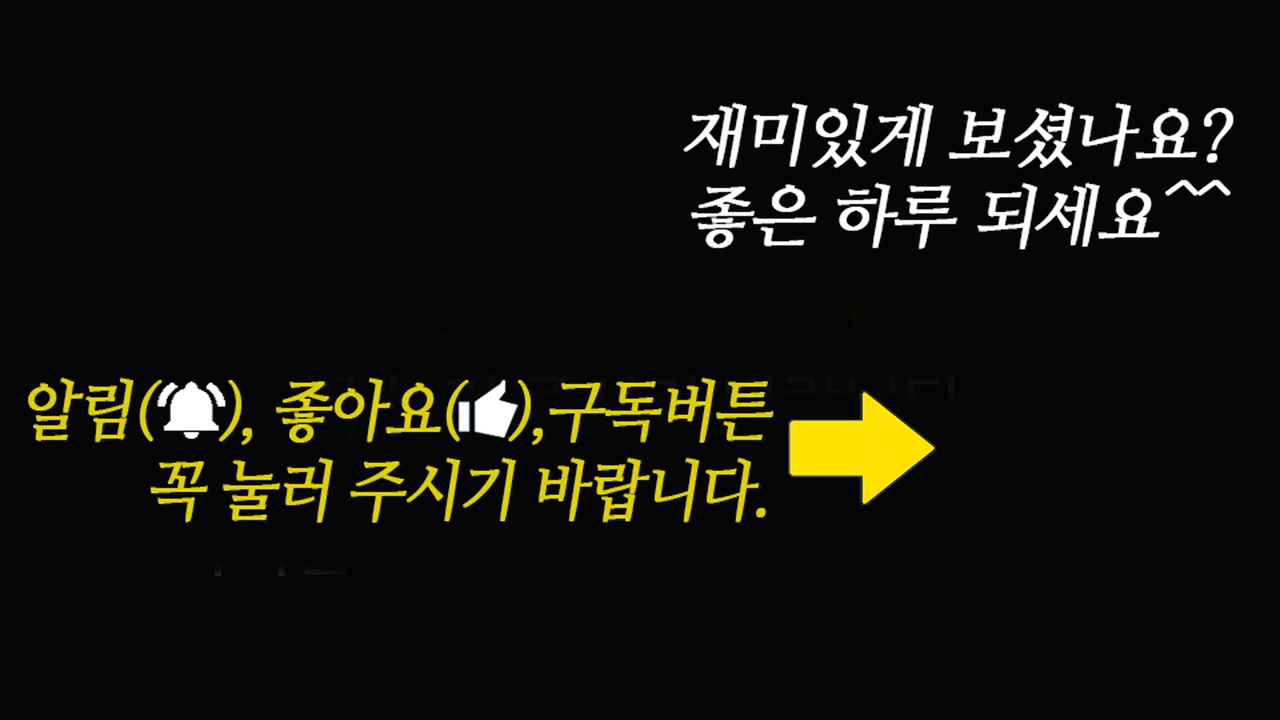 재미있게 보셨나요?
좋은 하루 되세요^^
알림(🔔), 좋아요(👍),구독버튼
꼭 눌러 주시기 바랍니다.